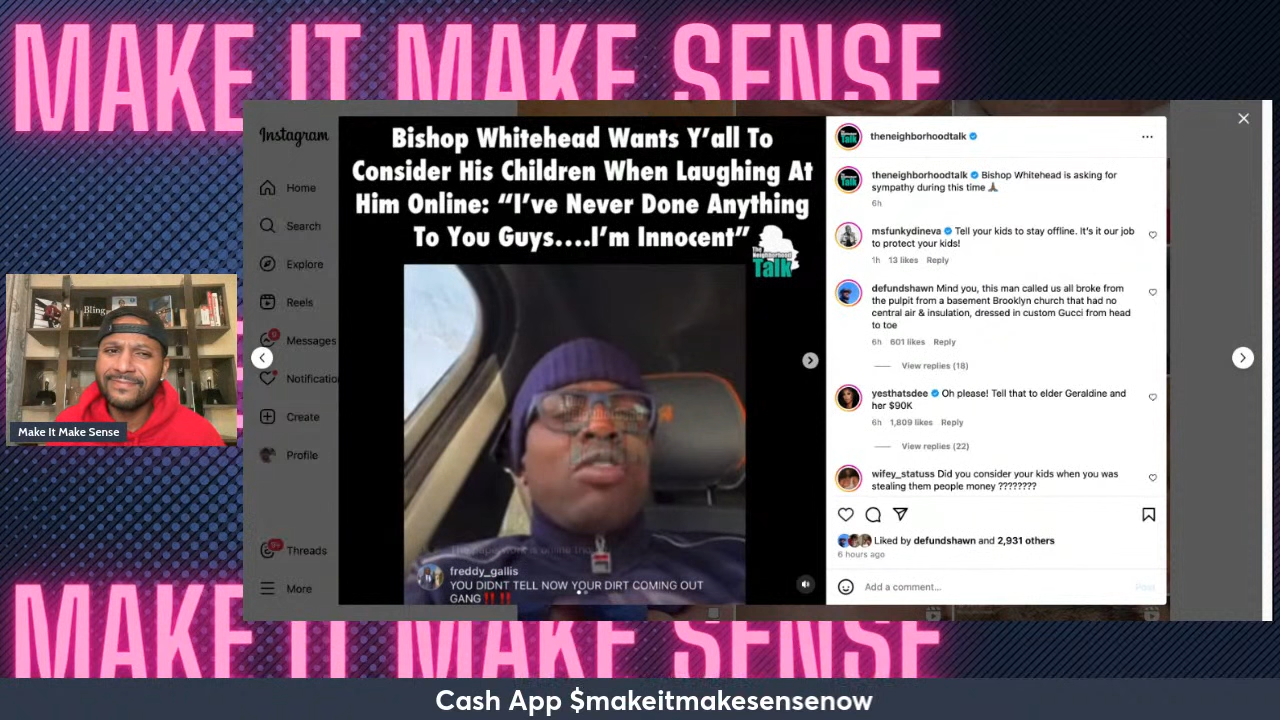 MAKE IT MAKE SENSE
Instagram
Home
Search
Explore
Reels
Messages
Notification
Create
Profile
Threads
More
Bishop Whitehead Wants Y’all To
Consider His Children When Laughing At
Him Online: “I’ve Never Done Anything
To You Guys....I’m Innocent”
The
Neighborhood
Talk
freddy_gallis
YOU DIDNT TELL NOW YOUR DIRT COMING OUT
GANG‼️‼️
theneighborhoodtalk
theneighborhoodtalk Bishop Whitehead is asking for
sympathy during this time 🙏🏾
6h
msfunkydineva Tell your kids to stay offline. It's it our job
to protect your kids!
1h 13 likes Reply
defundshawn Mind you, this man called us all broke from
the pulpit from a basement Brooklyn church that had no
central air & insulation, dressed in custom Gucci from head
to toe
6h 601 likes Reply
View replies (18)
yesthatsdee Oh please! Tell that to elder Geraldine and
her $90K
6h 1,809 likes Reply
View replies (22)
wifey_statuss Did you consider your kids when you was
stealing them people money ????????
Liked by defundshawn and 2,931 others
6 hours ago
Add a comment...
Post
Bling
Make It Make Sense
MAKE IT MAKE SENSE
Cash App $makeitmakesensenow